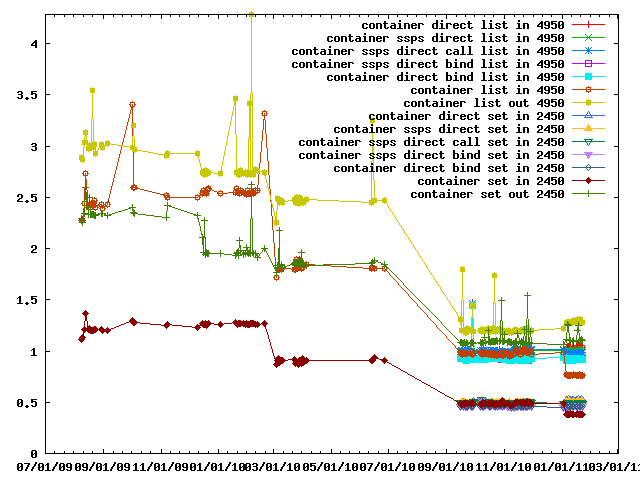 4
3.5
3
2.5
2
1.5
1
0.5
0
container direct list in 4950
container ssps direct list in 4950
container ssps direct call list in 4950
container ssps direct bind list in 4950
container direct bind list in 4950
container list in 4950
container list out 4950
container direct set in 2450
container ssps direct set in 2450
container ssps direct call set in 2450
container ssps direct bind set in 2450
container direct bind set in 2450
container set in 2450
container set out 2450
07/01/09 09/01/09 11/01/09 01/01/10 03/01/10 05/01/10 07/01/10 09/01/10 11/01/10 01/01/11 03/01/11